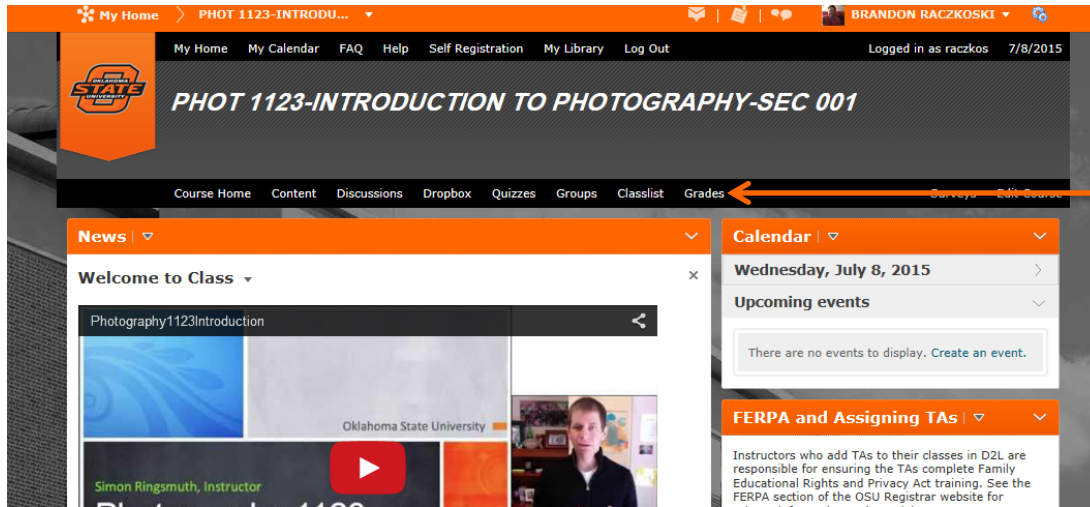 My Home PHOT 1123-INTRODU...
BRANDON RACZKOSKI
My Home My Calendar FAQ Help Self Registration My Library Log Out Logged in as raczkos 7/8/2015
OKLAHOMA
STATE
UNIVERSITY
PHOT 1123-INTRODUCTION TO PHOTOGRAPHY-SEC 001
Course Home Content Discussions Dropbox Quizzes Groups Classlist Grades Surveys Edit Course
News
Welcome to Class
Photography1123Introduction
Oklahoma State University
Simon Ringsmuth, Instructor
Calendar
Wednesday, July 8, 2015
Upcoming events
There are no events to display. Create an event.
FERPA and Assigning TAs
Instructors who add TAs to their classes in D2L are
responsible for ensuring the TAs complete Family
Educational Rights and Privacy Act training. See the
FERPA section of the OSU Registrar website for